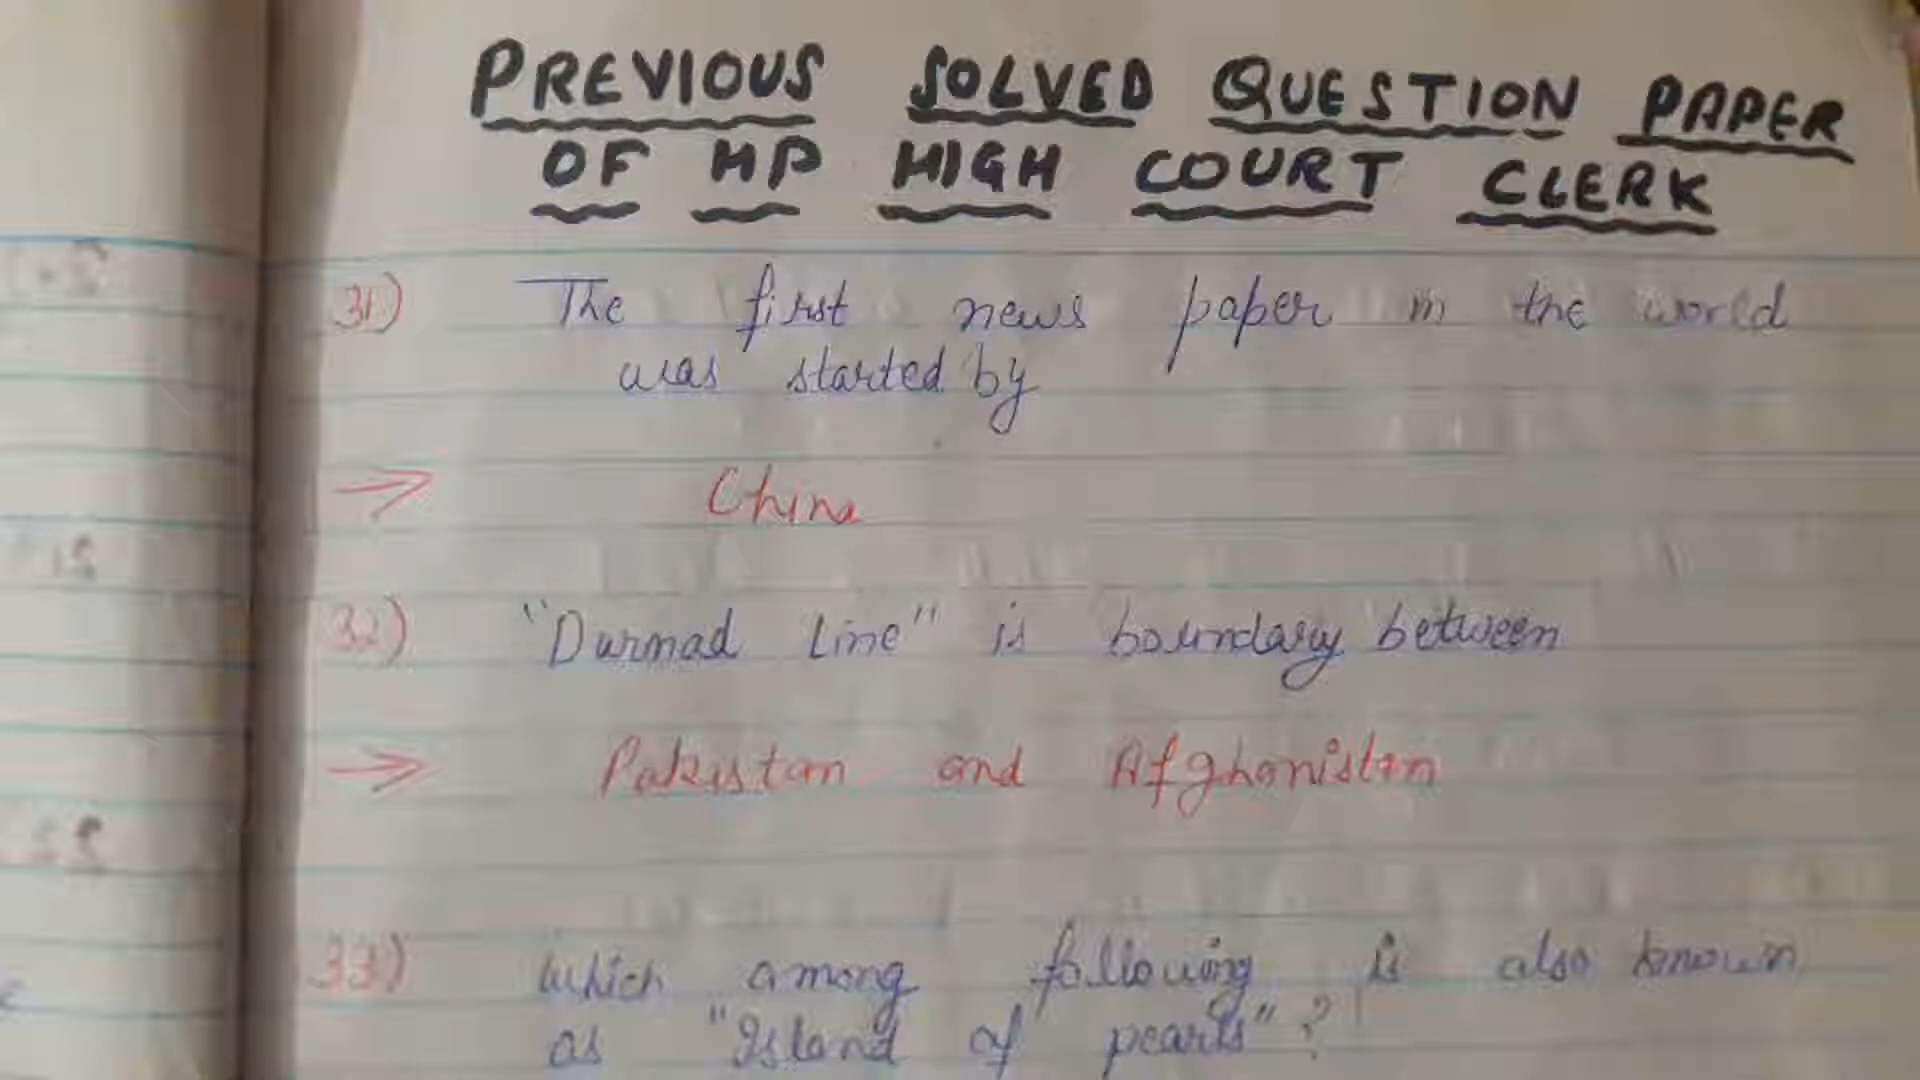 PREVIOUS SOLVED QUESTION PAPER
OF HP HIGH COURT CLERK
31) The first news paper in the world
was started by
→ China
32) "Durmad Line" is boundary between
→ Pakistan and Afghanistan
33) which among following is also known
as "Island of pearls"?